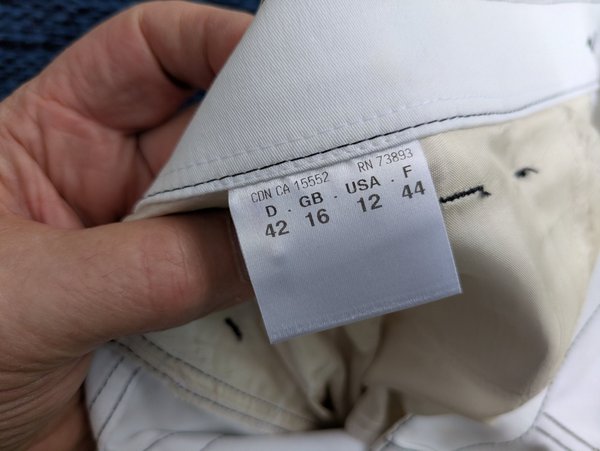 CDN CA 15552 RN 73893
D · GB · USA · F
42 16 12 44